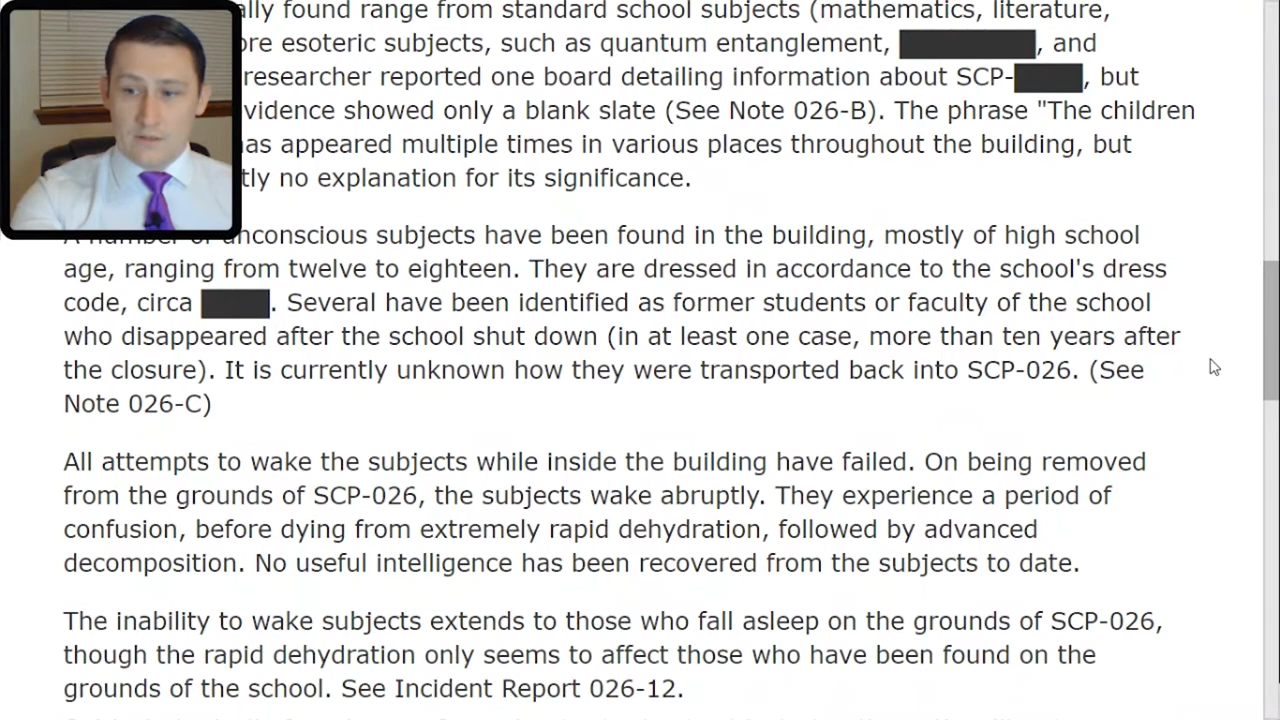 ally found range from standard school subjects (mathematics, literature,
ore esoteric subjects, such as quantum entanglement, , and
researcher reported one board detailing information about SCP- , but
vidence showed only a blank slate (See Note 026-B). The phrase "The children
as appeared multiple times in various places throughout the building, but
tly no explanation for its significance.
A number of unconscious subjects have been found in the building, mostly of high school
age, ranging from twelve to eighteen. They are dressed in accordance to the school's dress
code, circa . Several have been identified as former students or faculty of the school
who disappeared after the school shut down (in at least one case, more than ten years after
the closure). It is currently unknown how they were transported back into SCP-026. (See
Note 026-C)
All attempts to wake the subjects while inside the building have failed. On being removed
from the grounds of SCP-026, the subjects wake abruptly. They experience a period of
confusion, before dying from extremely rapid dehydration, followed by advanced
decomposition. No useful intelligence has been recovered from the subjects to date.
The inability to wake subjects extends to those who fall asleep on the grounds of SCP-026,
though the rapid dehydration only seems to affect those who have been found on the
grounds of the school. See Incident Report 026-12.